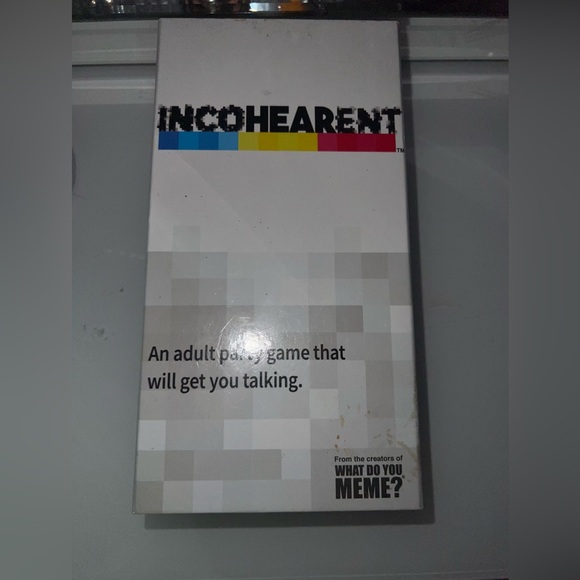 INCOHEARENT
TM
An adult party game that
will get you talking.
From the creators of
WHAT DO YOU
MEME?